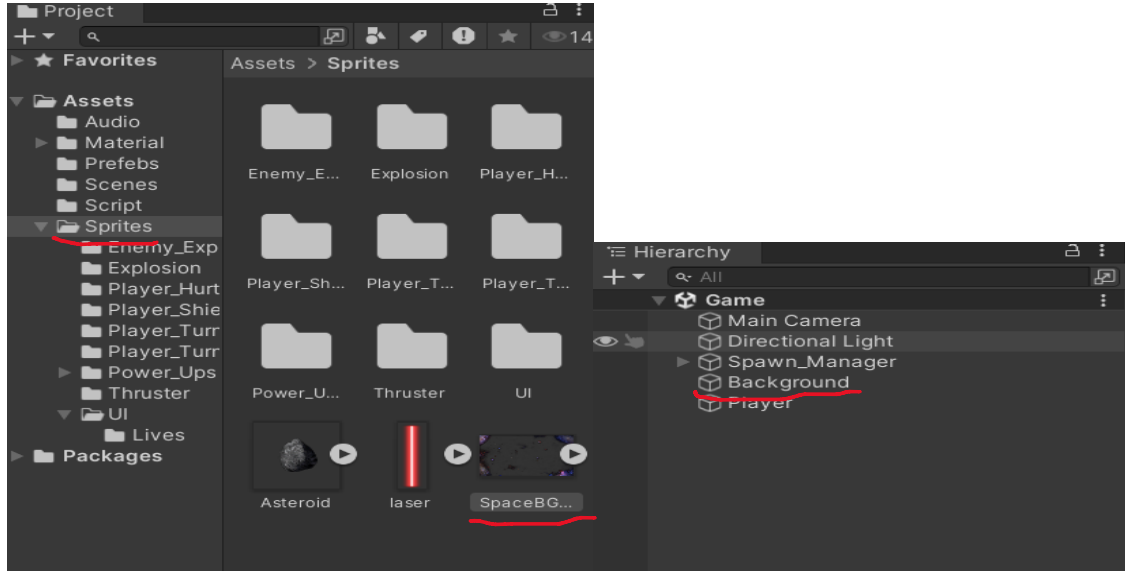 Project
14
Favorites
Assets > Sprites
Assets
Audio
Material
Prefebs
Scenes
Script
Sprites
Enemy_Exp
Explosion
Player_Hurt
Player_Shie
Player_Turr
Player_Turr
Power_Ups
Thruster
UI
Lives
Packages
Enemy_E... Explosion Player_H...
Player_Sh... Player_T... Player_T...
Power_U... Thruster UI
Asteroid laser SpaceBG...
Hierarchy
All
Game
Main Camera
Directional Light
Spawn_Manager
Background
Player